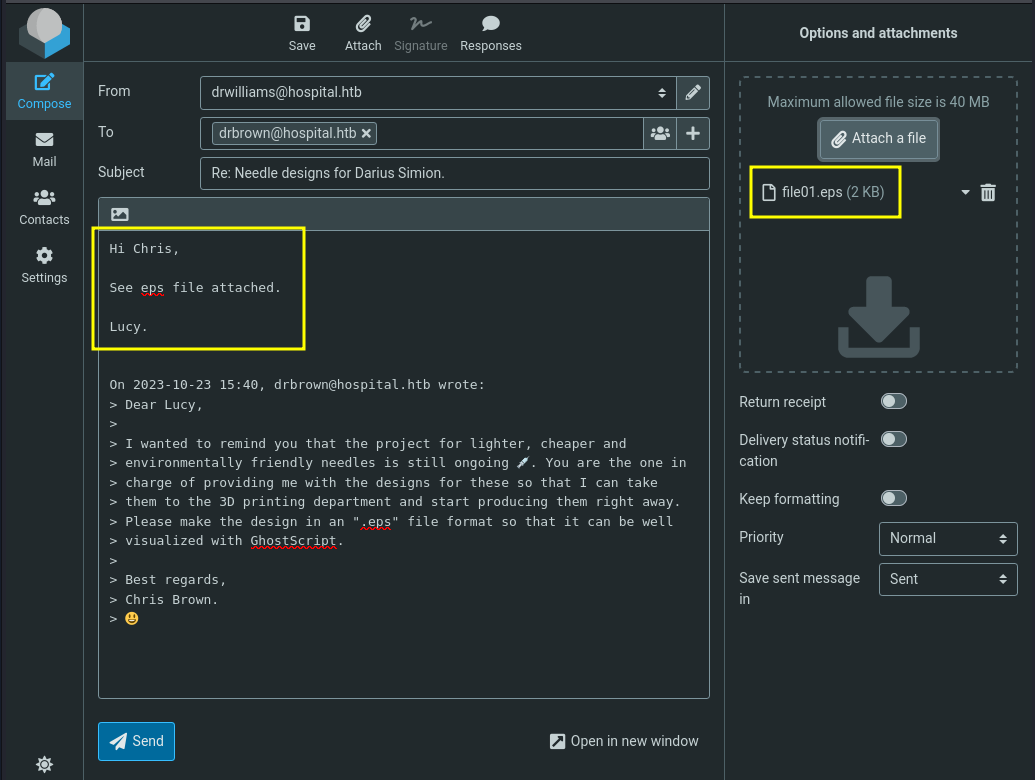 Save
Attach
Signature
Responses
Options and attachments
Compose
Mail
Contacts
Settings
From
drwilliams@hospital.htb
To
drbrown@hospital.htb
Subject
Re: Needle designs for Darius Simion.
Hi Chris,
See eps file attached.
Lucy.
On 2023-10-23 15:40, drbrown@hospital.htb wrote:
> Dear Lucy,
>
> I wanted to remind you that the project for lighter, cheaper and
> environmentally friendly needles is still ongoing 💉. You are the one in
> charge of providing me with the designs for these so that I can take
> them to the 3D printing department and start producing them right away.
> Please make the design in an ".eps" file format so that it can be well
> visualized with GhostScript.
>
> Best regards,
> Chris Brown.
> 😃
Send
Open in new window
Maximum allowed file size is 40 MB
Attach a file
file01.eps (2 KB)
Return receipt
Delivery status notifi-
cation
Keep formatting
Priority
Normal
Save sent message
in
Sent